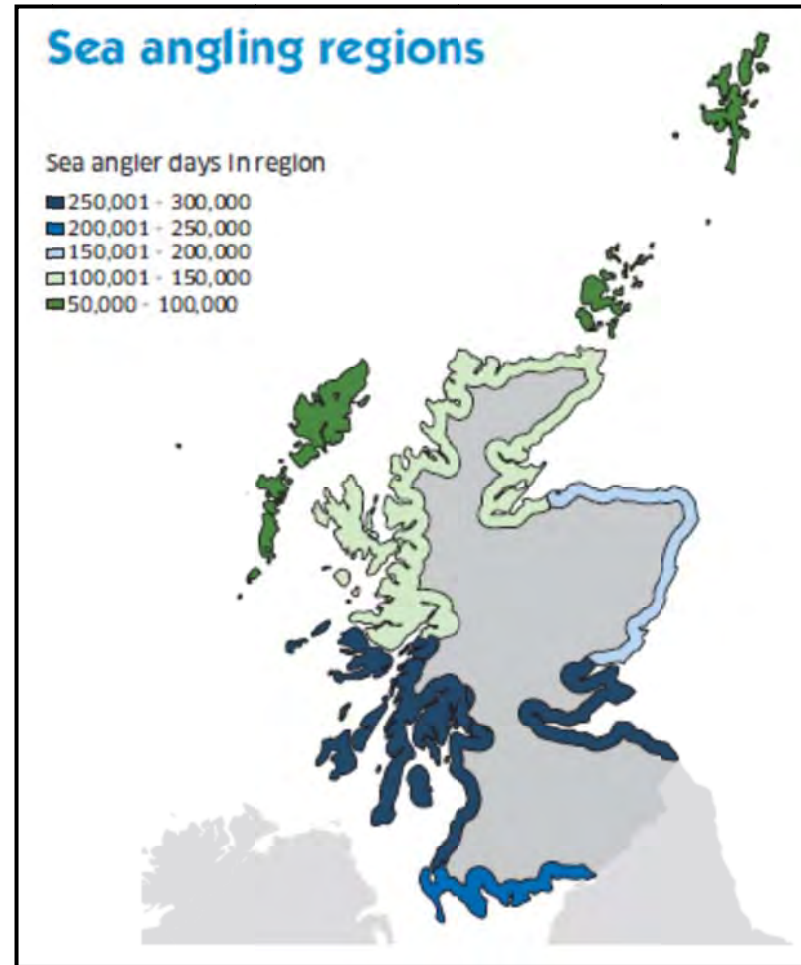 Sea angling regions
Sea angler days in region
250,001 - 300,000
200,001 - 250,000
150,001 - 200,000
100,001 - 150,000
50,000 - 100,000